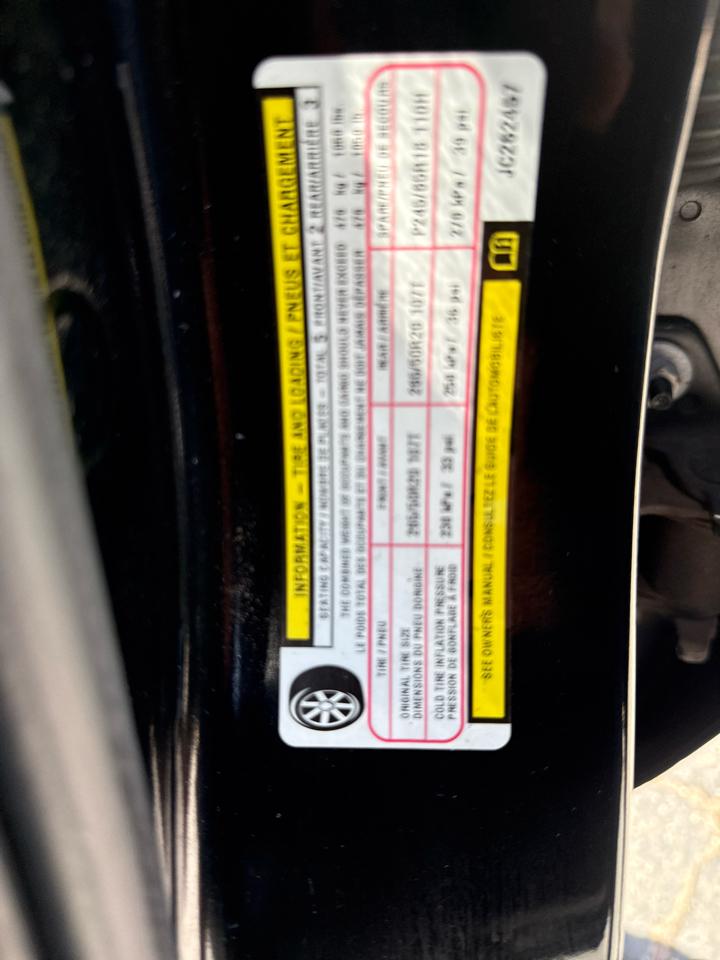 INFORMATION – TIRE AND LOADING / PNEUS ET CHARGEMENT
SEATING CAPACITY / NOMBRE DE PLACES – TOTAL 5 FRONT/AVANT 2 REAR/ARRIÈRE 3
THE COMBINED WEIGHT OF OCCUPANTS AND CARGO SHOULD NEVER EXCEED 476 kg / 1050 lbs
LE POIDS TOTAL DES OCCUPANTS ET DU CHARGEMENT NE DOIT JAMAIS DÉPASSER 476 kg / 1050 lb
TIRE / PNEU FRONT / AVANT REAR / ARRIÈRE SPARE/PNEU DE SECOURS
ORIGINAL TIRE SIZE
DIMENSIONS DU PNEU DORIGINE 265/50R20 107T 265/50R20 107T P245/65R18 110H
COLD TIRE INFLATION PRESSURE
PRESSION DE GONFLAGE À FROID 230 kPa / 33 psi 250 kPa / 36 psi 270 kPa / 39 psi
SEE OWNER'S MANUAL / CONSULTEZ LE GUIDE DE L'AUTOMOBILISTE